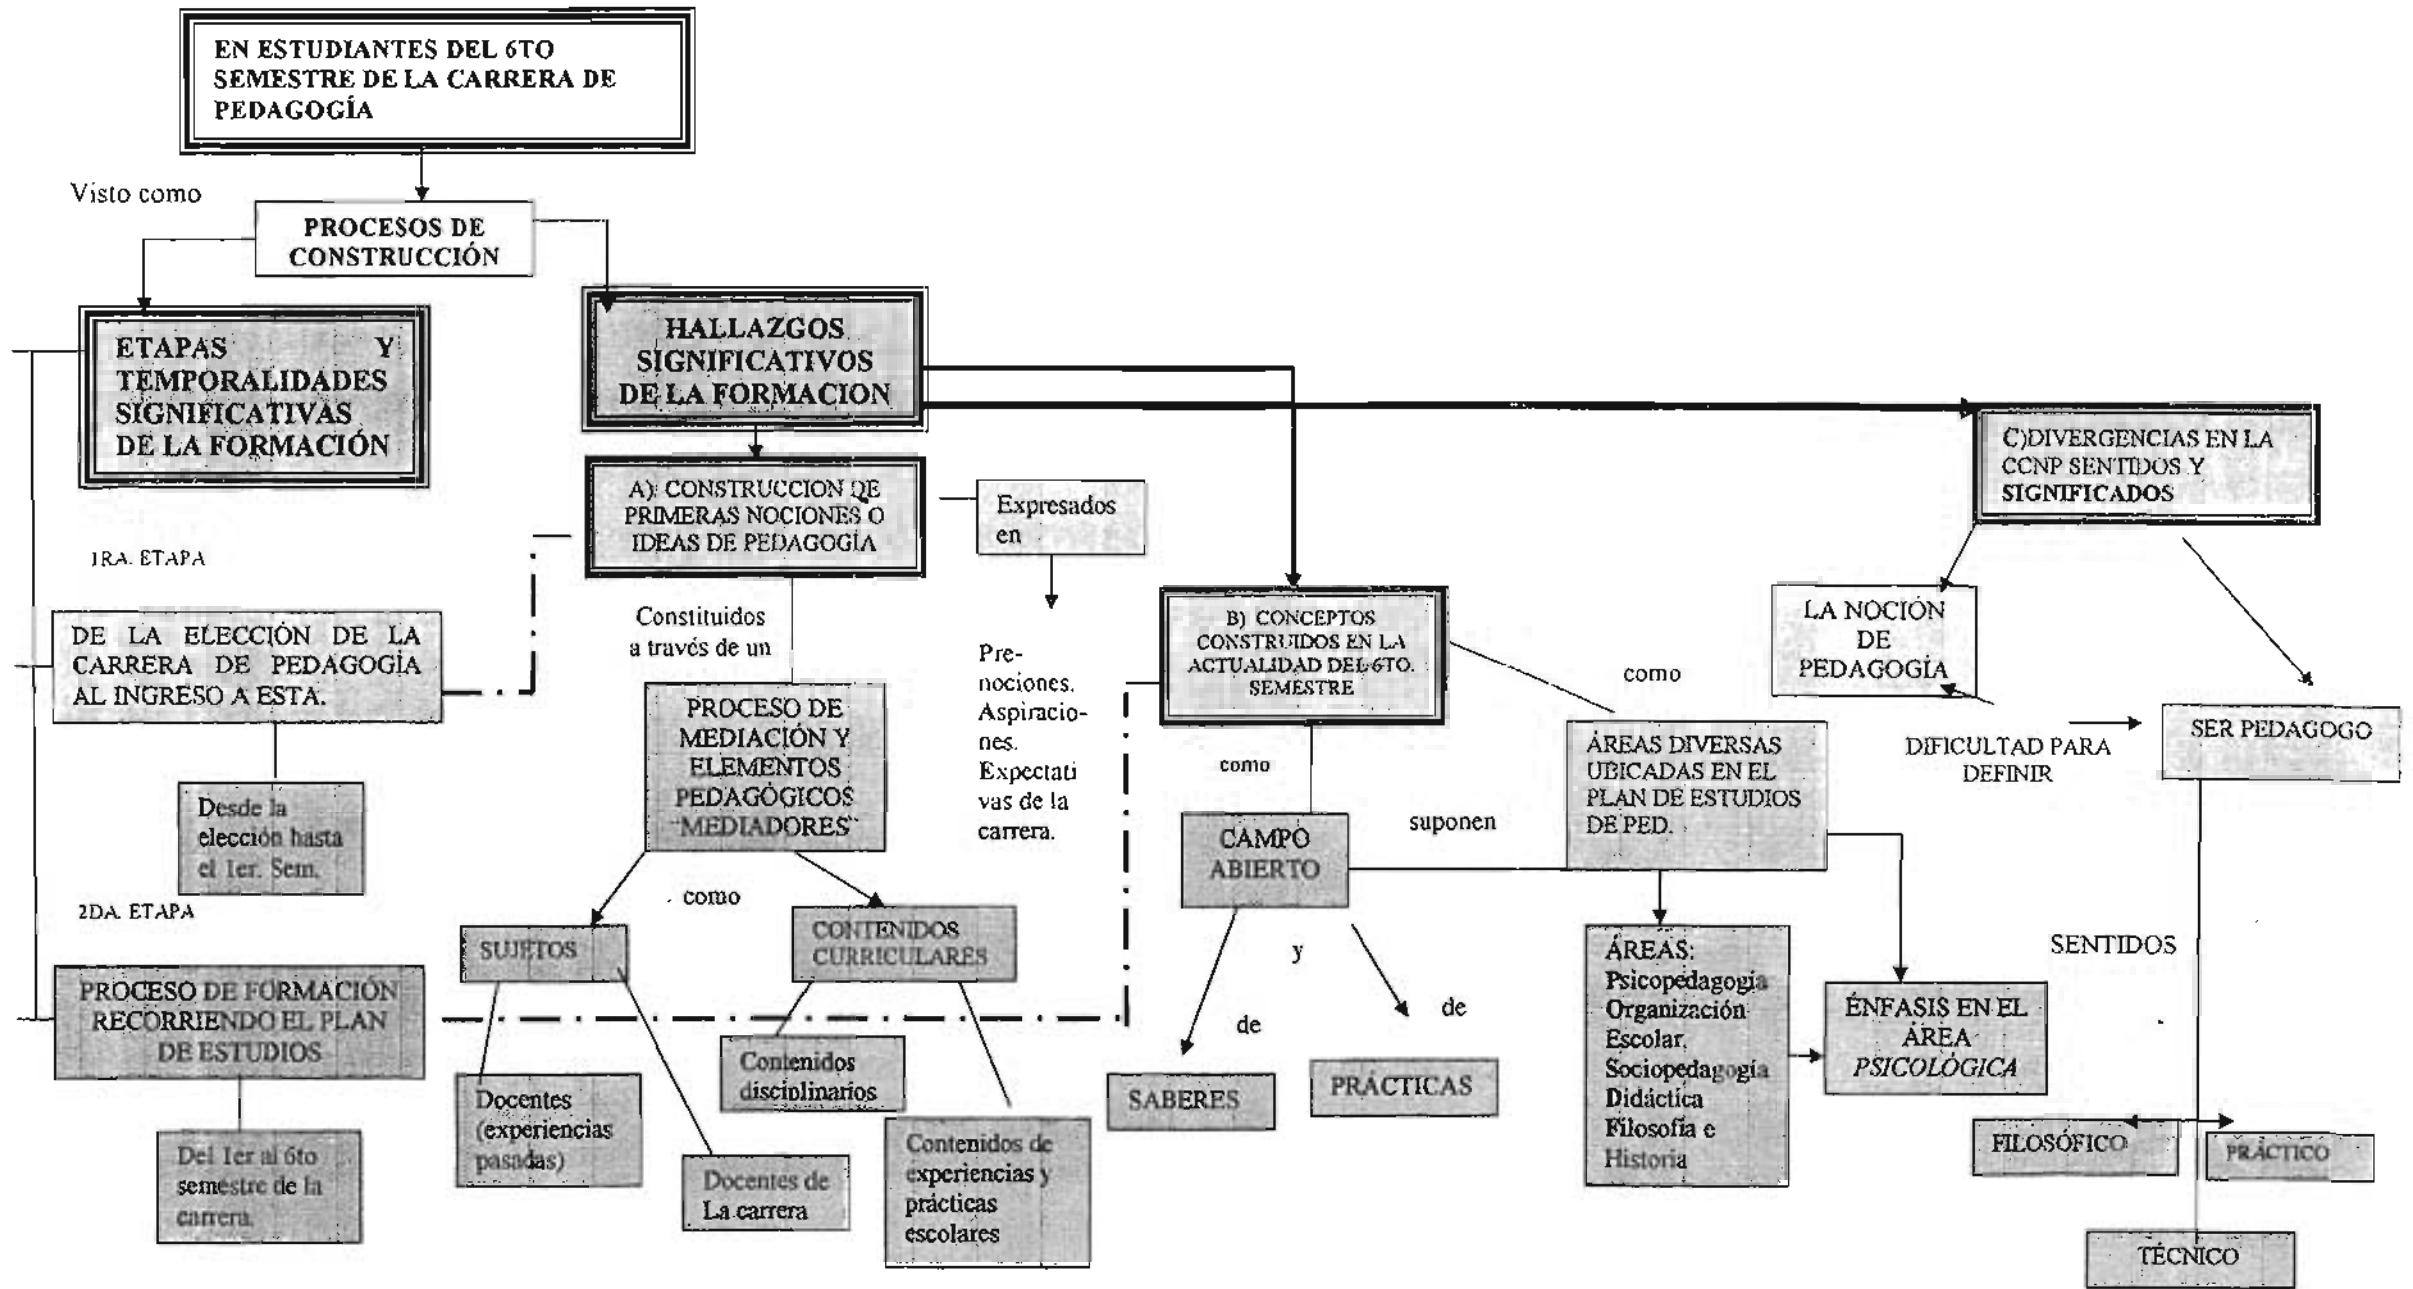 EN ESTUDIANTES DEL 6TO
SEMESTRE DE LA CARRERA DE
PEDAGOGÍA
Visto como
PROCESOS DE
CONSTRUCCIÓN
ETAPAS Y
TEMPORALIDADES
SIGNIFICATIVAS
DE LA FORMACIÓN
HALLAZGOS
SIGNIFICATIVOS
DE LA FORMACION
1RA. ETAPA
DE LA ELECCIÓN DE LA
CARRERA DE PEDAGOGÍA
AL INGRESO A ESTA.
Desde la
elección hasta
el 1er. Sem.
2DA. ETAPA
PROCESO DE FORMACIÓN
RECORRIENDO EL PLAN
DE ESTUDIOS
Del 1er al 6to
semestre de la
carrera.
A) CONSTRUCCION DE
PRIMERAS NOCIONES O
IDEAS DE PEDAGOGÍA
Expresados
en
Pre-
nociones.
Aspiracio-
nes.
Expectati
vas de la
carrera.
Constituidos
a través de un
PROCESO DE
MEDIACIÓN Y
ELEMENTOS
PEDAGÓGICOS
"MEDIADORES"
como
SUJETOS
CONTENIDOS
CURRICULARES
Docentes
(experiencias
pasadas)
Docentes de
La carrera
Contenidos
disciplinarios
Contenidos de
experiencias y
prácticas
escolares
B) CONCEPTOS
CONSTRUIDOS EN LA
ACTUALIDAD DEL 6TO.
SEMESTRE
como
como
CAMPO
ABIERTO
suponen
ÁREAS DIVERSAS
UBICADAS EN EL
PLAN DE ESTUDIOS
DE PED.
y
de
de
SABERES
PRÁCTICAS
ÁREAS:
Psicopedagogía
Organización
Escolar.
Sociopedagogía
Didáctica
Filosofía e
Historia
ÉNFASIS EN EL
ÁREA
PSICOLÓGICA
C)DIVERGENCIAS EN LA
CCNP SENTIDOS Y
SIGNIFICADOS
LA NOCIÓN
DE
PEDAGOGÍA
DIFICULTAD PARA
DEFINIR
SER PEDAGOGO
SENTIDOS
FILOSÓFICO
PRÁCTICO
TÉCNICO